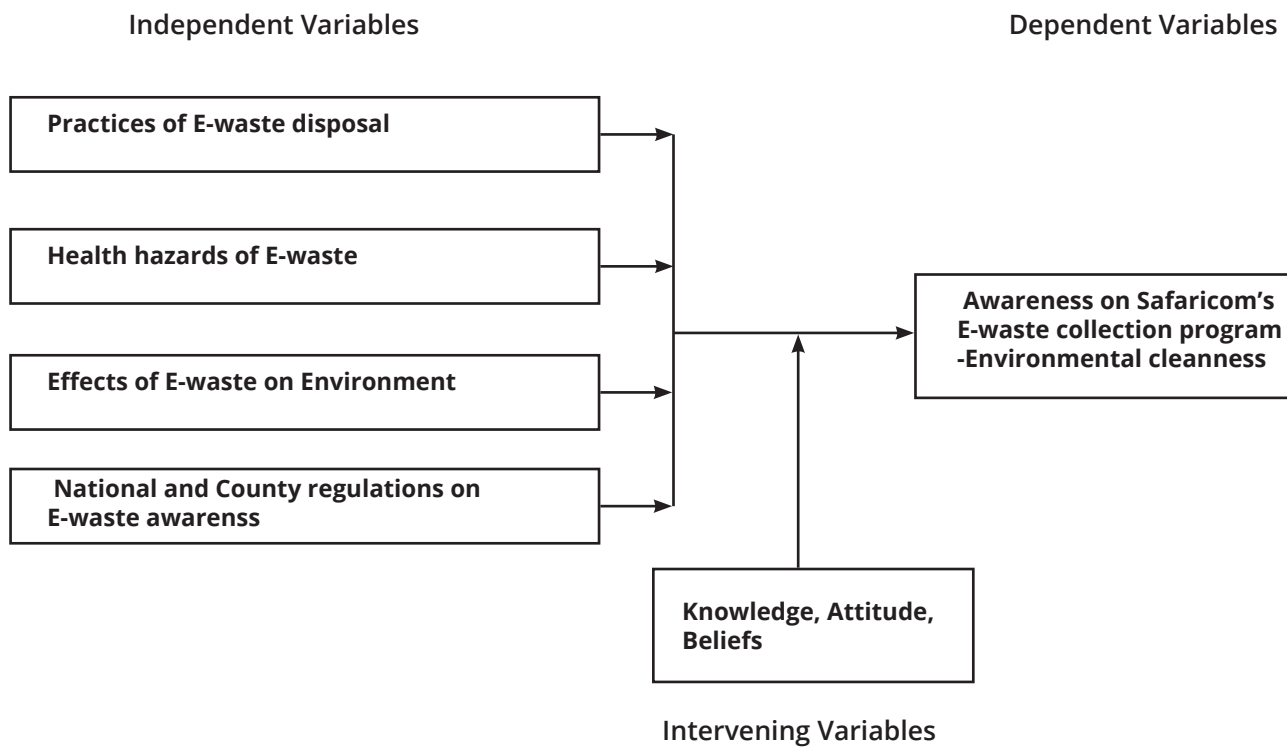 Independent Variables
Dependent Variables
Practices of E-waste disposal
Health hazards of E-waste
Effects of E-waste on Environment
National and County regulations on
E-waste awarenss
Awareness on Safaricom’s
E-waste collection program
-Environmental cleanness
Knowledge, Attitude,
Beliefs
Intervening Variables